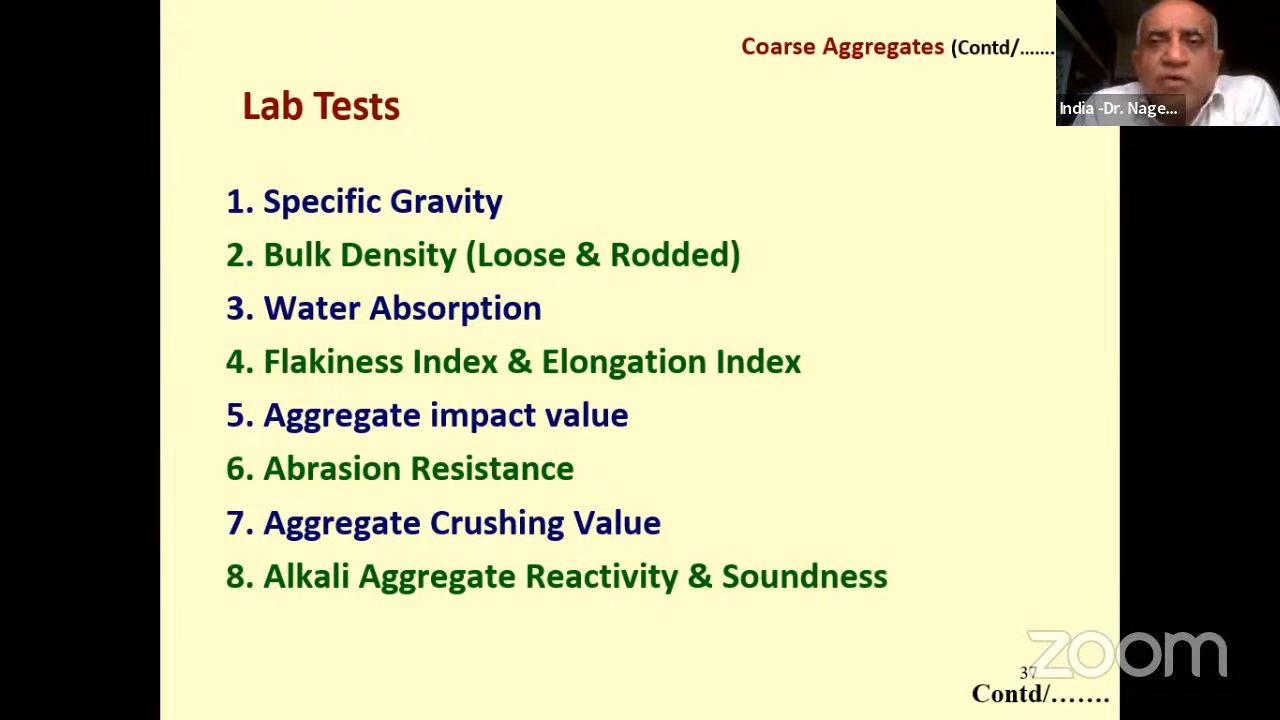 Coarse Aggregates (Contd/.......
India -Dr. Nage...
Lab Tests
1. Specific Gravity
2. Bulk Density (Loose & Rodded)
3. Water Absorption
4. Flakiness Index & Elongation Index
5. Aggregate impact value
6. Abrasion Resistance
7. Aggregate Crushing Value
8. Alkali Aggregate Reactivity & Soundness
zoom
37
Contd/.......